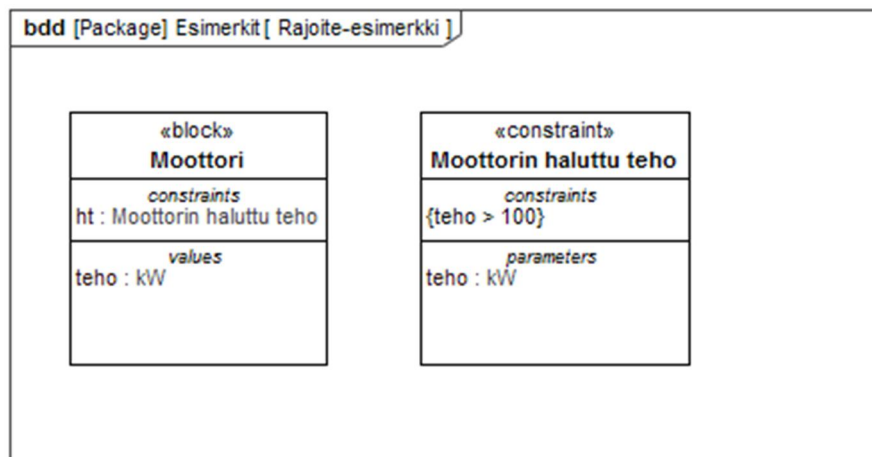 bdd [Package] Esimerkit[ Rajoite-esimerkki ]
«block»
Moottori
constraints
ht : Moottorin haluttu teho
values
teho : kW
«constraint»
Moottorin haluttu teho
constraints
{teho > 100}
parameters
teho : kW